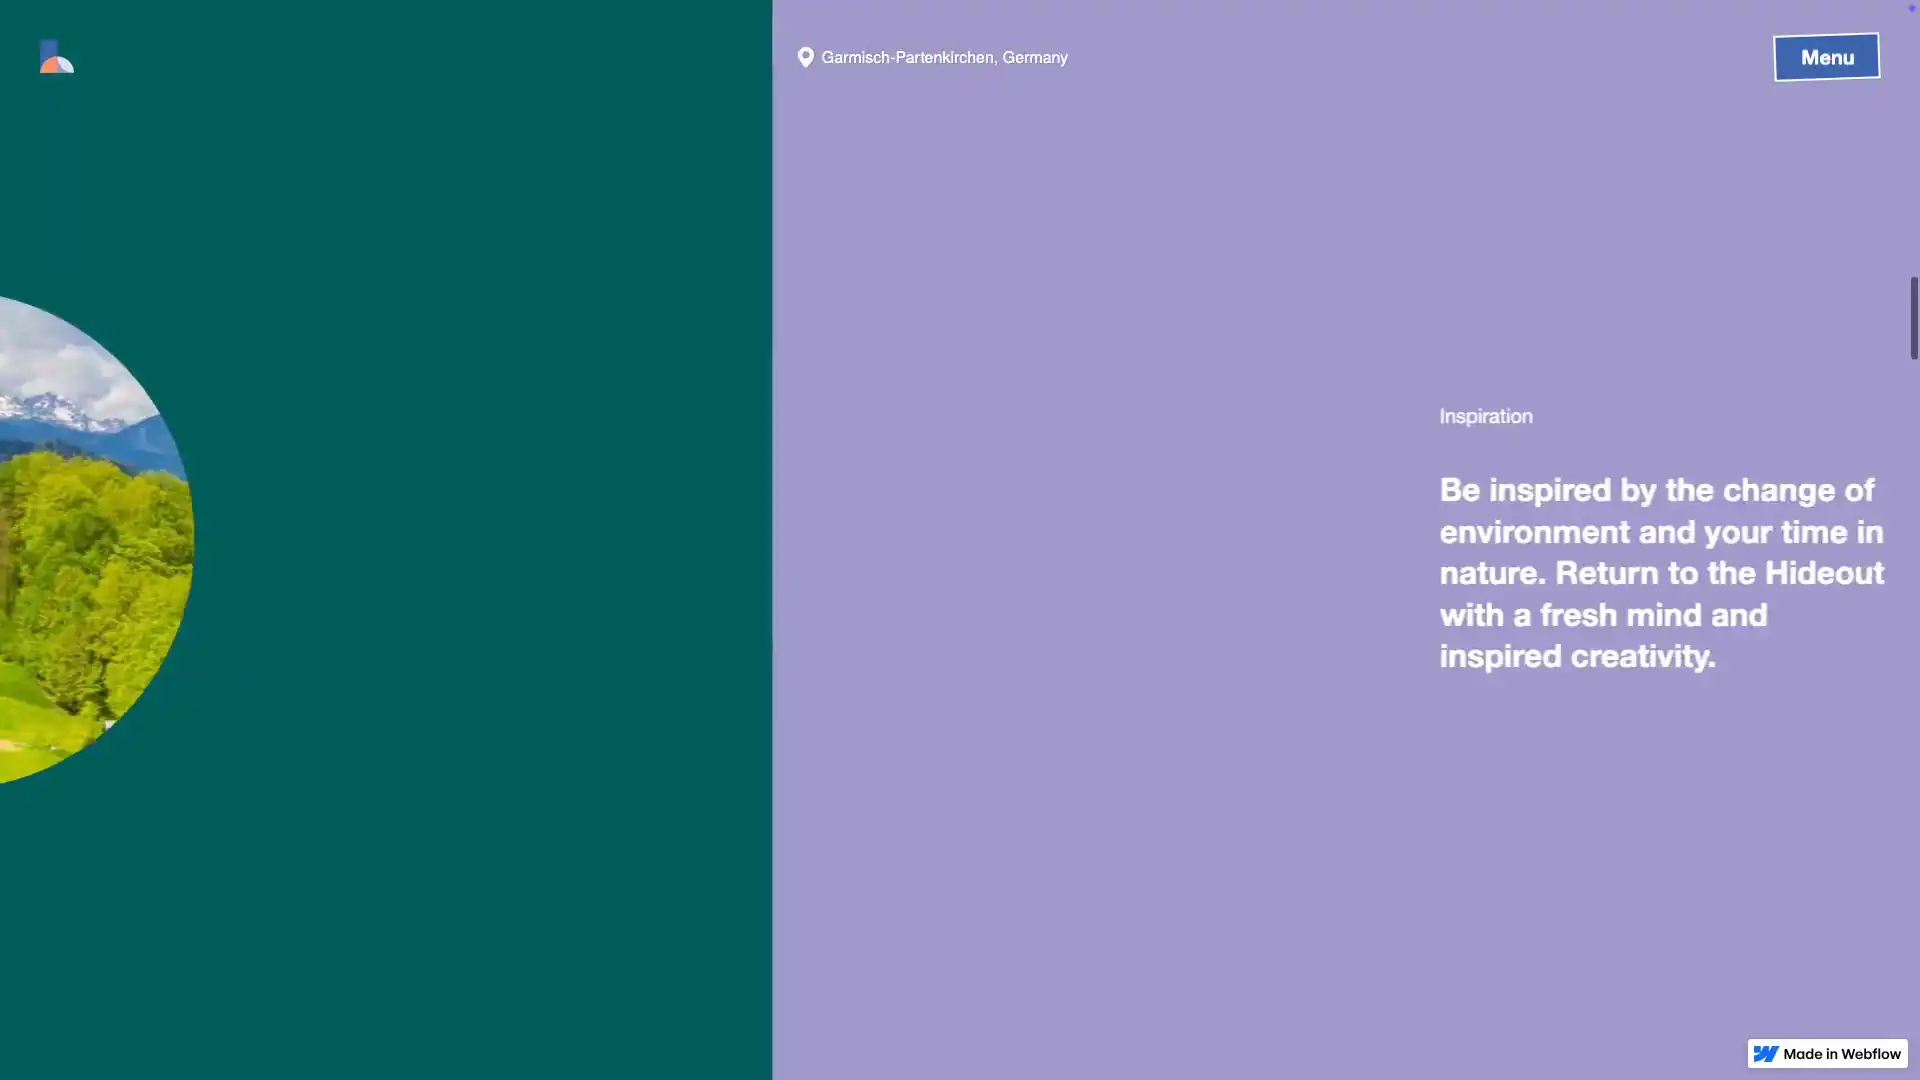 Garmisch-Partenkirchen, Germany
Menu
Inspiration
Be inspired by the change of
environment and your time in
nature. Return to the Hideout
with a fresh mind and
inspired creativity.
Made in Webflow